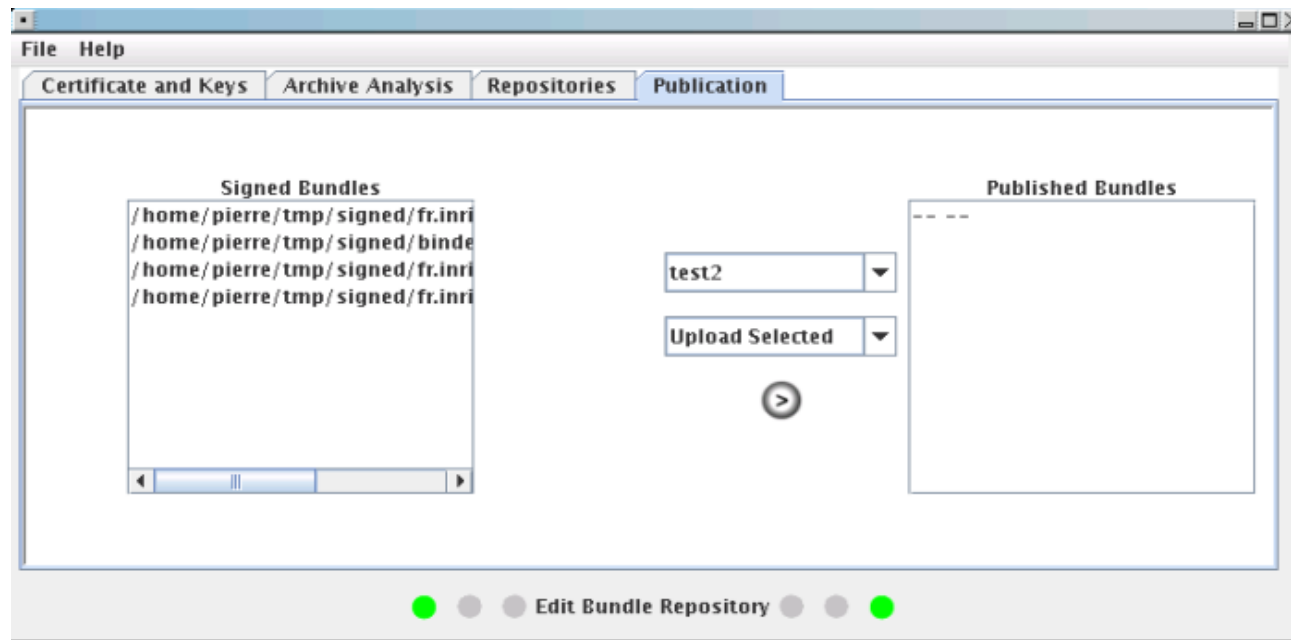 File Help
Certificate and Keys Archive Analysis Repositories Publication
Signed Bundles
/home/pierre/tmp/signed/fr.inri
/home/pierre/tmp/signed/binde
/home/pierre/tmp/signed/fr.inri
/home/pierre/tmp/signed/fr.inri
test2
Upload Selected
>
Published Bundles
-- --
Edit Bundle Repository